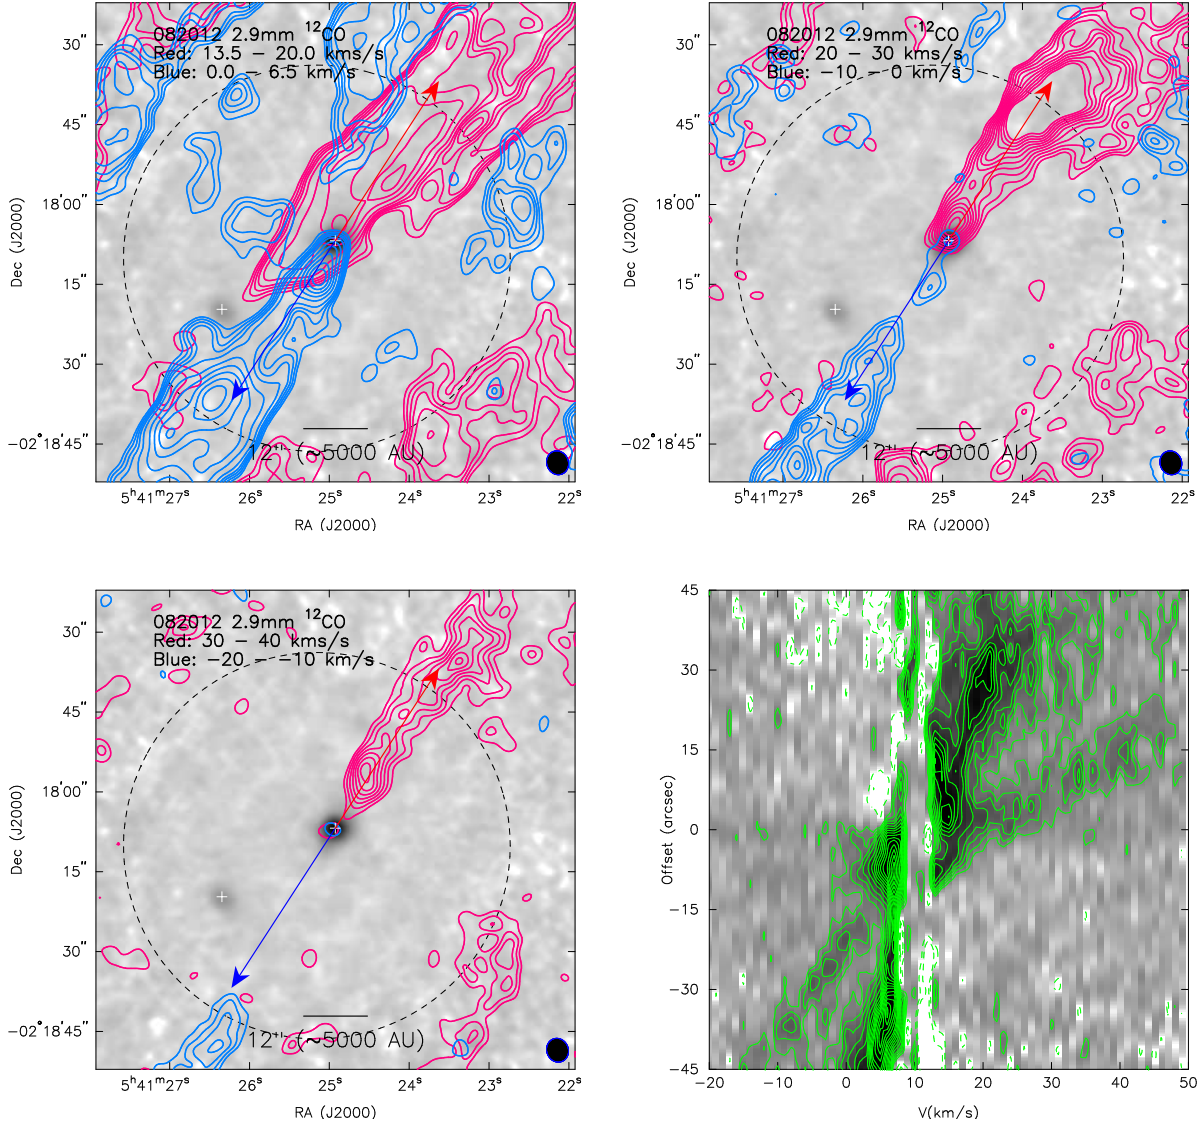 082012 2.9mm ¹²CO
Red: 13.5 − 20.0 kms/s
Blue: 0.0 − 6.5 km/s
30"
45"
18'00"
15"
30"
−02°18'45"
Dec (J2000)
12" (~5000 AU)
5ʰ41ᵐ27ˢ 26ˢ 25ˢ 24ˢ 23ˢ 22ˢ
RA (J2000)
082012 2.9mm ¹²CO
Red: 20 − 30 kms/s
Blue: −10 − 0 km/s
30"
45"
18'00"
15"
30"
−02°18'45"
Dec (J2000)
12" (~5000 AU)
5ʰ41ᵐ27ˢ 26ˢ 25ˢ 24ˢ 23ˢ 22ˢ
RA (J2000)
082012 2.9mm ¹²CO
Red: 30 − 40 kms/s
Blue: −20 − −10 km/s
30"
45"
18'00"
15"
30"
−02°18'45"
Dec (J2000)
12" (~5000 AU)
5ʰ41ᵐ27ˢ 26ˢ 25ˢ 24ˢ 23ˢ 22ˢ
RA (J2000)
45
30
15
0
−15
−30
−45
Offset (arcsec)
−20 −10 0 10 20 30 40 50
V(km/s)